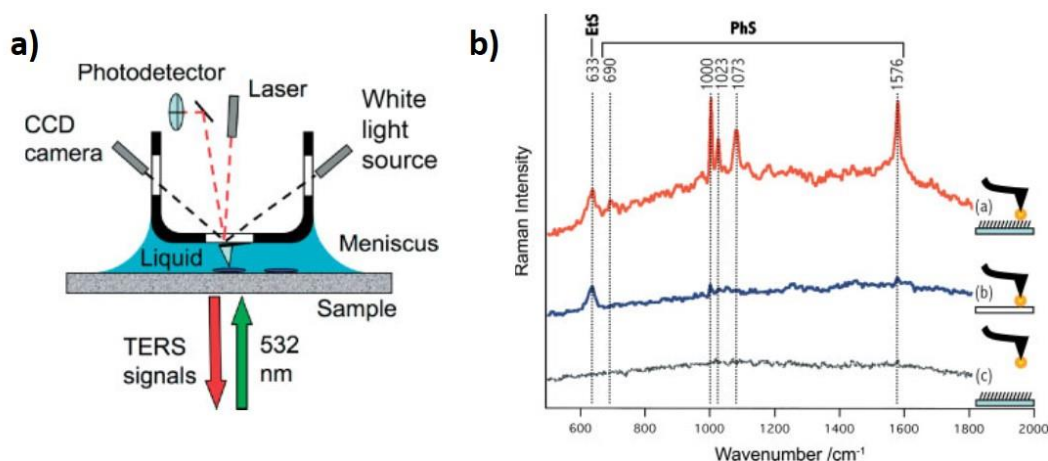 a)
Photodetector
Laser
CCD
camera
White
light
source
Liquid
Meniscus
Sample
TERS
signals
532
nm
b)
EtS
PhS
633
690
1000
1023
1073
1576
Raman Intensity
(a)
(b)
(c)
600
800
1000
1200
1400
1600
1800
2000
Wavenumber /cm⁻¹